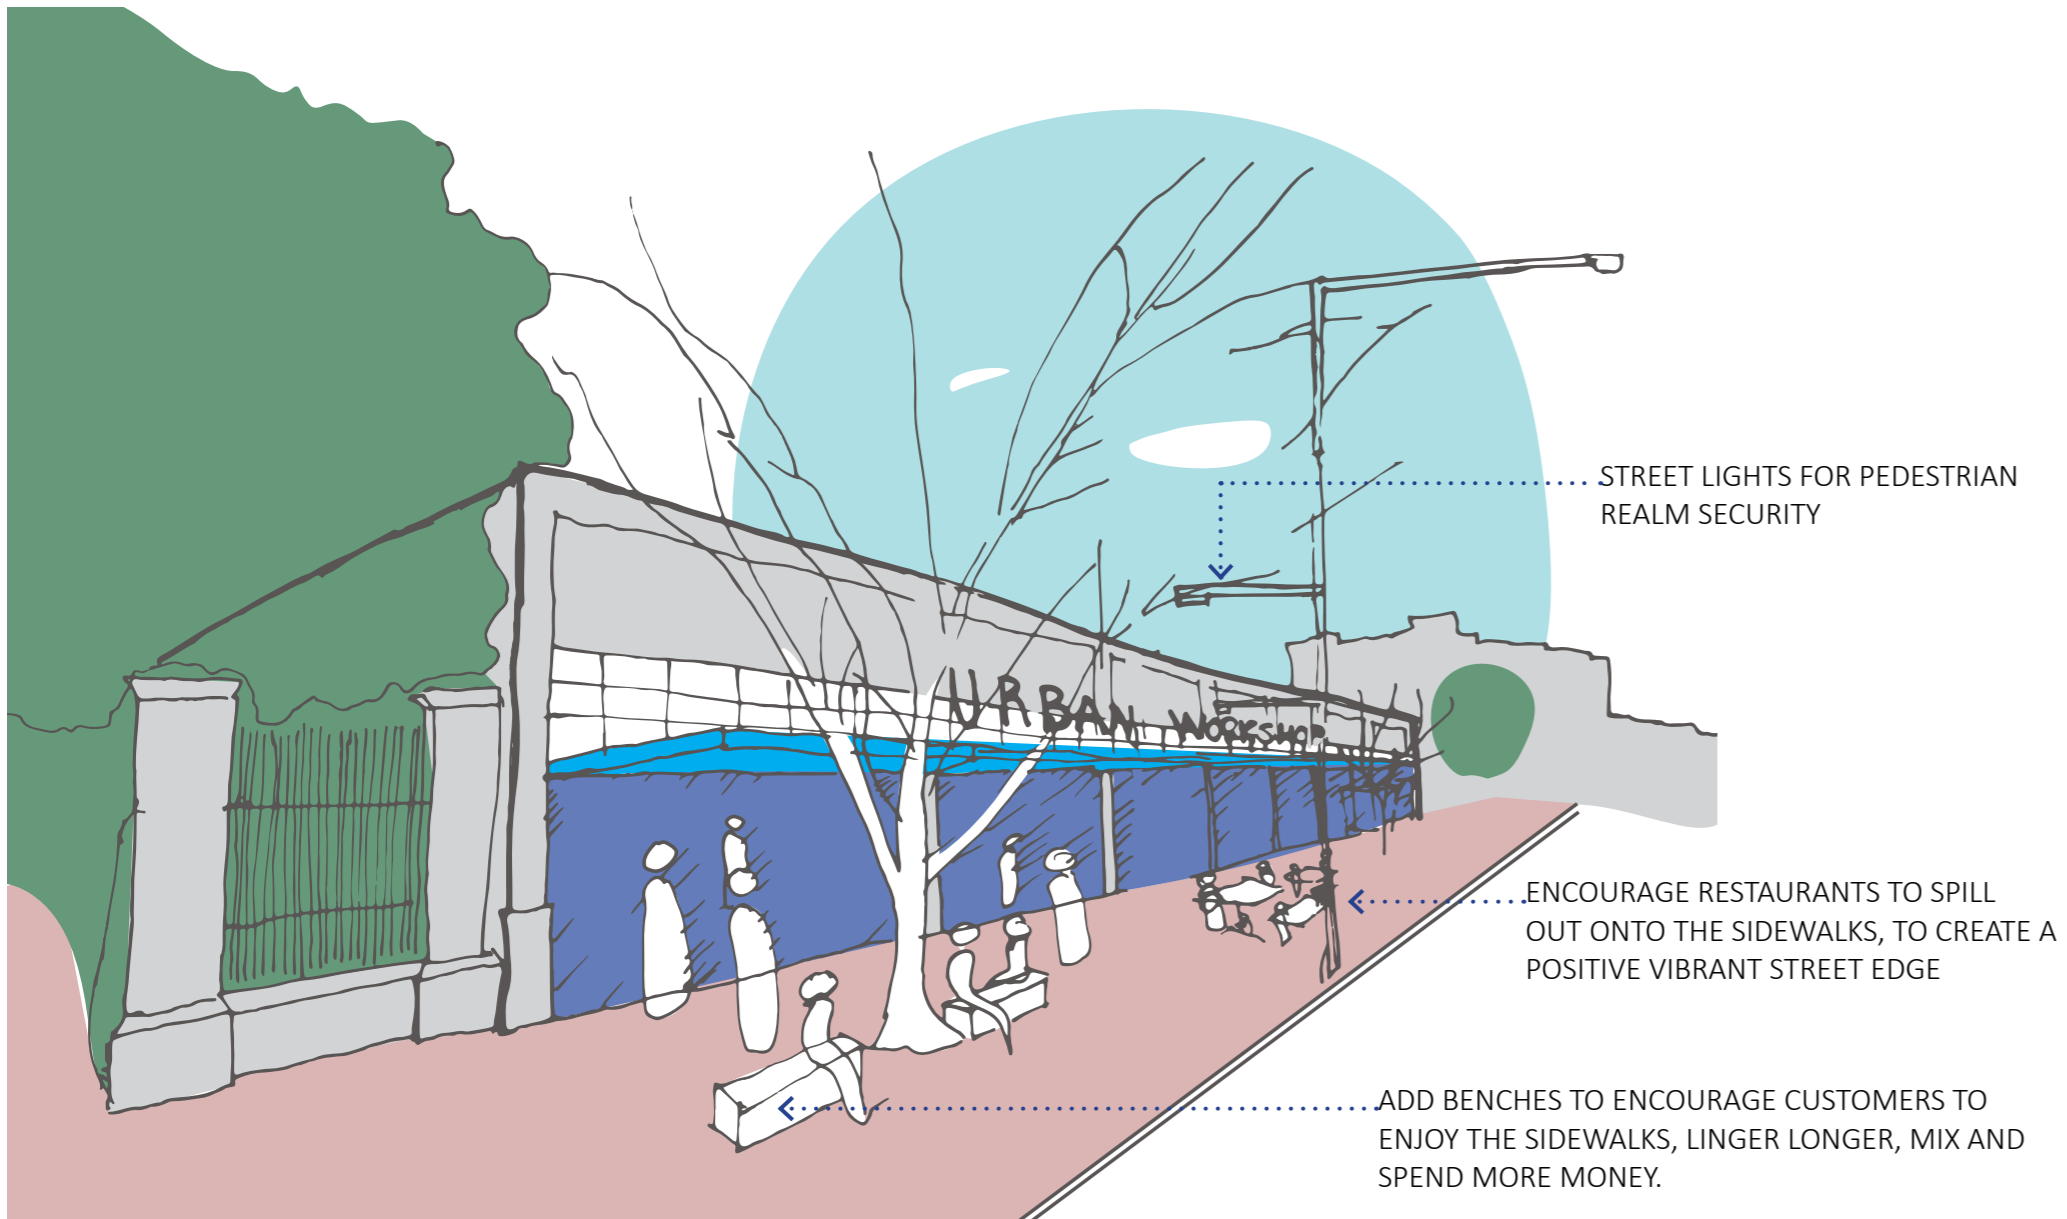 URBAN WORKSHOP
STREET LIGHTS FOR PEDESTRIAN
REALM SECURITY
ENCOURAGE RESTAURANTS TO SPILL
OUT ONTO THE SIDEWALKS, TO CREATE A
POSITIVE VIBRANT STREET EDGE
ADD BENCHES TO ENCOURAGE CUSTOMERS TO
ENJOY THE SIDEWALKS, LINGER LONGER, MIX AND
SPEND MORE MONEY.